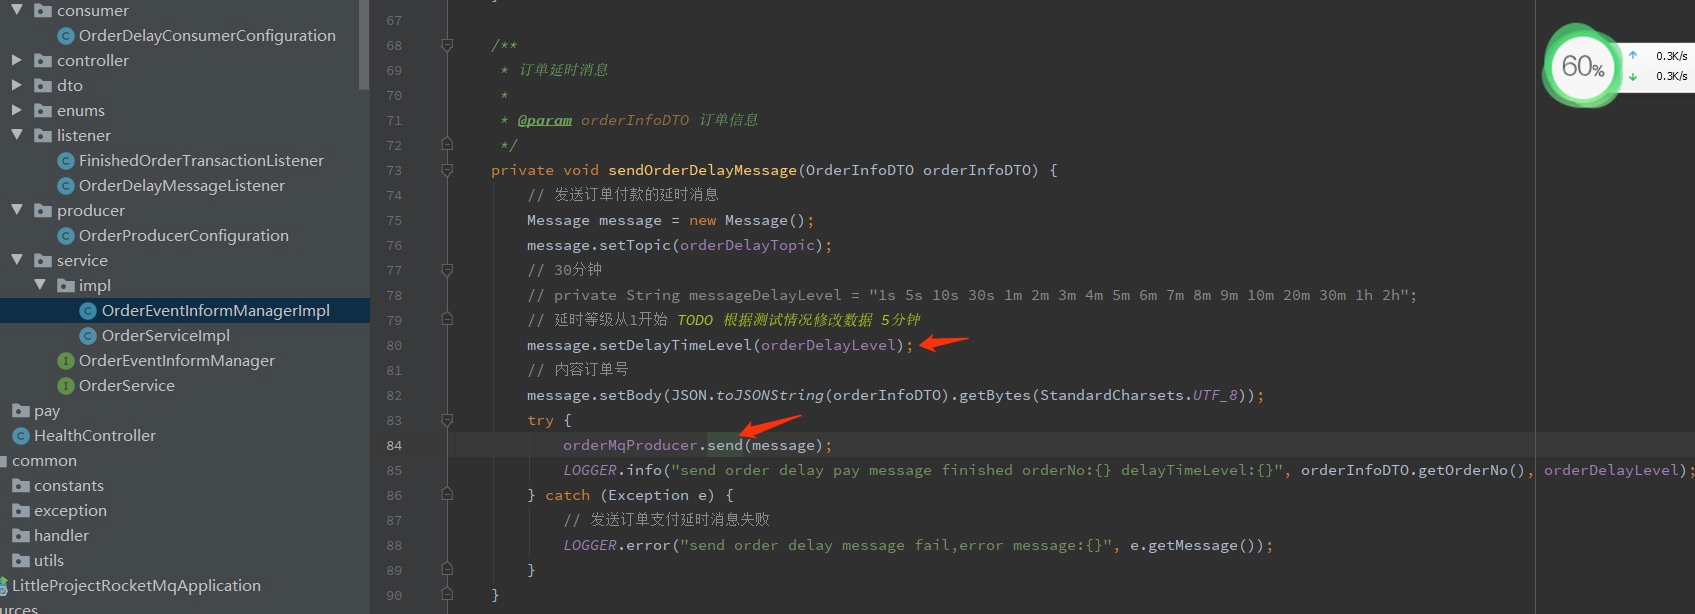 consumer
OrderDelayConsumerConfiguration
controller
dto
enums
listener
FinishedOrderTransactionListener
OrderDelayMessageListener
producer
OrderProducerConfiguration
service
impl
OrderEventInformManagerImpl
OrderServiceImpl
OrderEventInformManager
OrderService
pay
HealthController
common
constants
exception
handler
utils
LittleProjectRocketMqApplication
67
68 /**
69 * 订单延时消息
70 *
71 * @param orderInfoDTO 订单信息
72 */
73 private void sendOrderDelayMessage(OrderInfoDTO orderInfoDTO) {
74 // 发送订单付款的延时消息
75 Message message = new Message();
76 message.setTopic(orderDelayTopic);
77 // 30分钟
78 // private String messageDelayLevel = "1s 5s 10s 30s 1m 2m 3m 4m 5m 6m 7m 8m 9m 10m 20m 30m 1h 2h";
79 // 延时等级从1开始 TODO 根据测试情况修改数据 5分钟
80 message.setDelayTimeLevel(orderDelayLevel);
81 // 内容订单号
82 message.setBody(JSON.toJSONString(orderInfoDTO).getBytes(StandardCharsets.UTF_8));
83 try {
84 orderMqProducer.send(message);
85 LOGGER.info("send order delay pay message finished orderNo:{} delayTimeLevel:{}", orderInfoDTO.getOrderNo(), orderDelayLevel);
86 } catch (Exception e) {
87 // 发送订单支付延时消息失败
88 LOGGER.error("send order delay message fail,error message:{}", e.getMessage());
89 }
90 }
60%
0.3K/s
0.3K/s